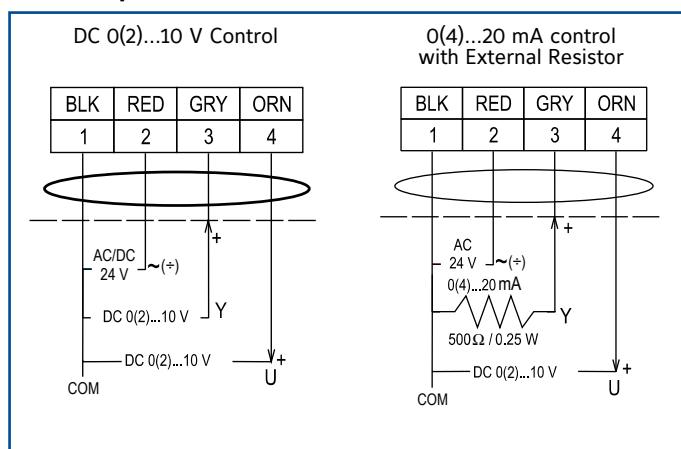 DC 0(2)...10 V Control
BLK RED GRY ORN
1 2 3 4
+
AC/DC
24 V ~(÷)
DC 0(2)...10 V Y
DC 0(2)...10 V +
U
COM
0(4)...20 mA control
with External Resistor
BLK RED GRY ORN
1 2 3 4
+
AC
24 V ~(÷)
0(4)...20 mA
Y
500Ω / 0.25 W
DC 0(2)...10 V +
U
COM